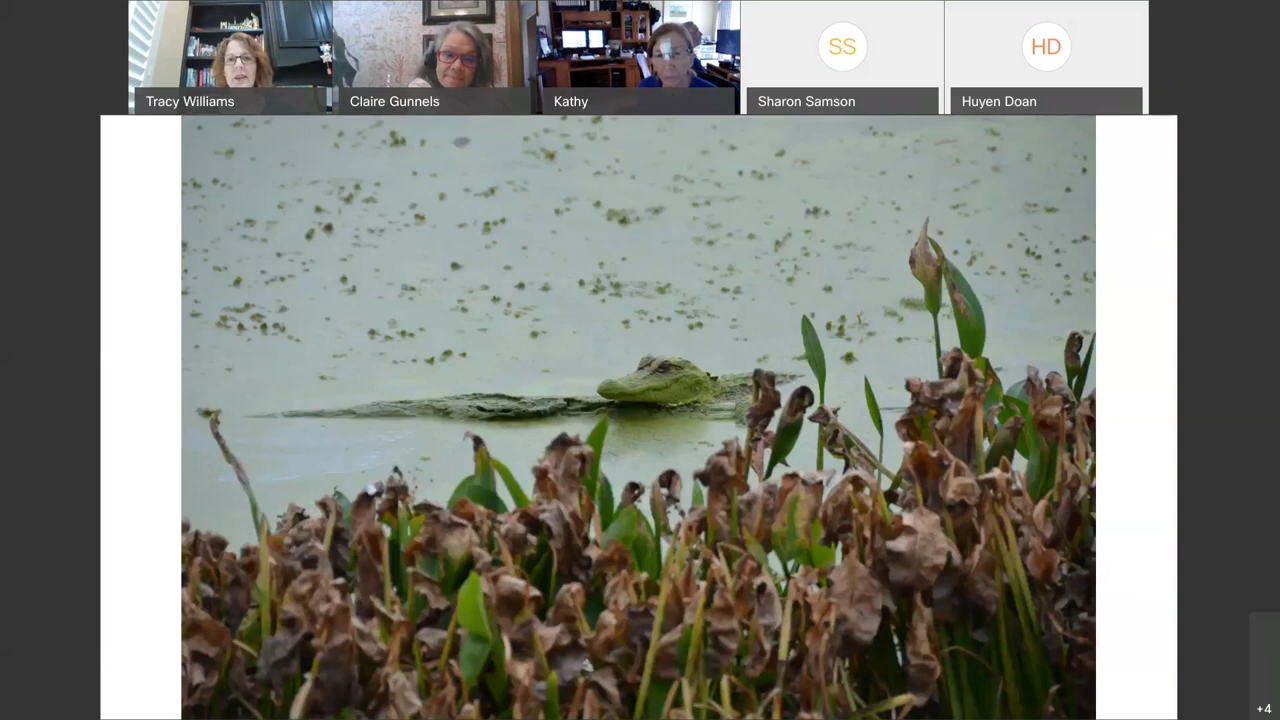 SS
HD
Tracy Williams
Claire Gunnels
Kathy
Sharon Samson
Huyen Doan
+4